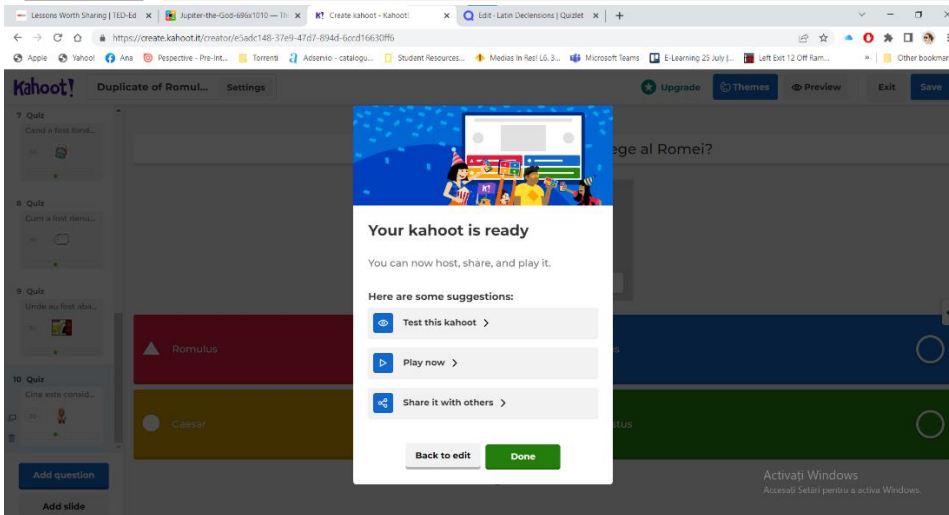 Lessons Worth Sharing | TED-Ed
Jupiter-the-God-696x1010 — Th
Create kahoot - Kahoot!
Edit - Latin Declensions | Quizlet
https://create.kahoot.it/creator/e5adc148-37e9-47d7-894d-6ccd16630ff6
Apple Yahoo! Ana Perspective - Pre-Int... Torrenti Adservio - catalogu... Student Resources... Medias In Res! L6. 3... Microsoft Teams E-Learning 25 July |... Left Exit 12 Off Ram... Other bookmar
Kahoot! Duplicate of Romul... Settings Upgrade Themes Preview Exit Save
7 Quiz
Cand a fost fond...
8 Quiz
Cum a fost denu...
9 Quiz
Unde au fost aba...
10 Quiz
Cine este consid...
Add question
Add slide
ege al Romei?
Romulus
s
Caesar
tus
Your kahoot is ready
You can now host, share, and play it.
Here are some suggestions:
Test this kahoot >
Play now >
Share it with others >
Back to edit Done
Activați Windows
Accesați Setări pentru a activa Windows.